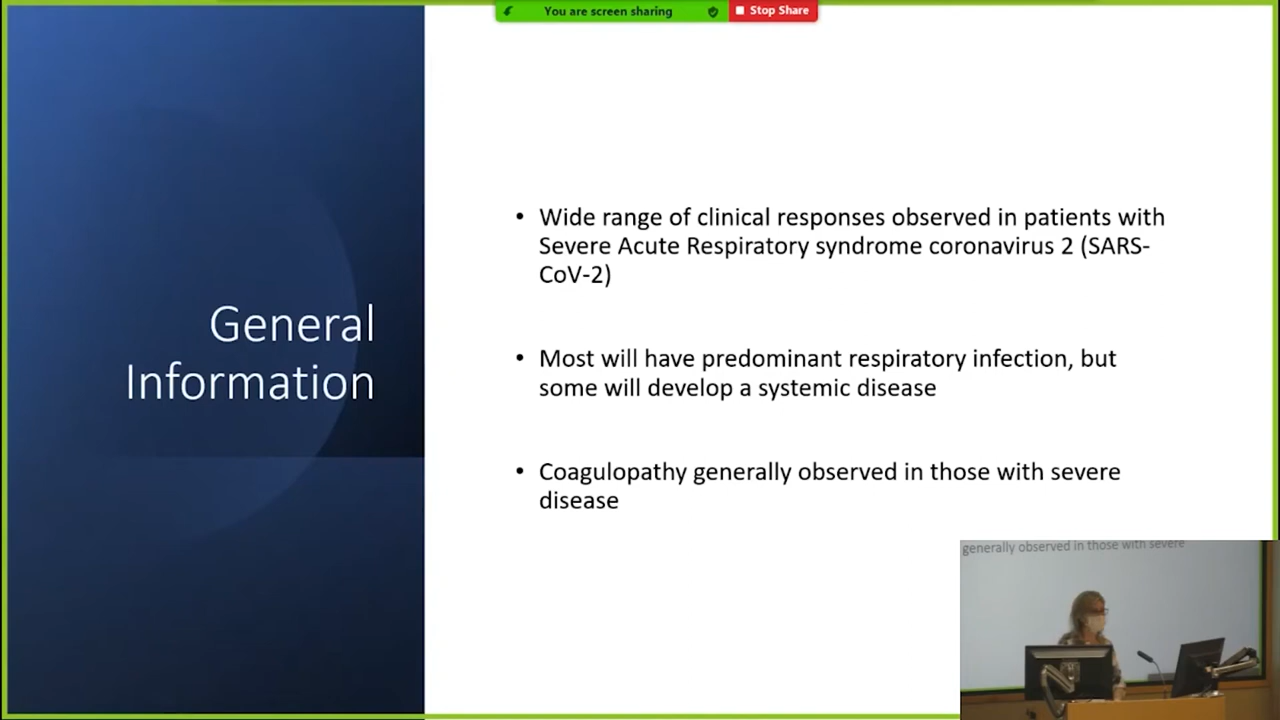 You are screen sharing
Stop Share
General
Information
• Wide range of clinical responses observed in patients with
Severe Acute Respiratory syndrome coronavirus 2 (SARS-
CoV-2)
• Most will have predominant respiratory infection, but
some will develop a systemic disease
• Coagulopathy generally observed in those with severe
disease
generally observed in those with severe